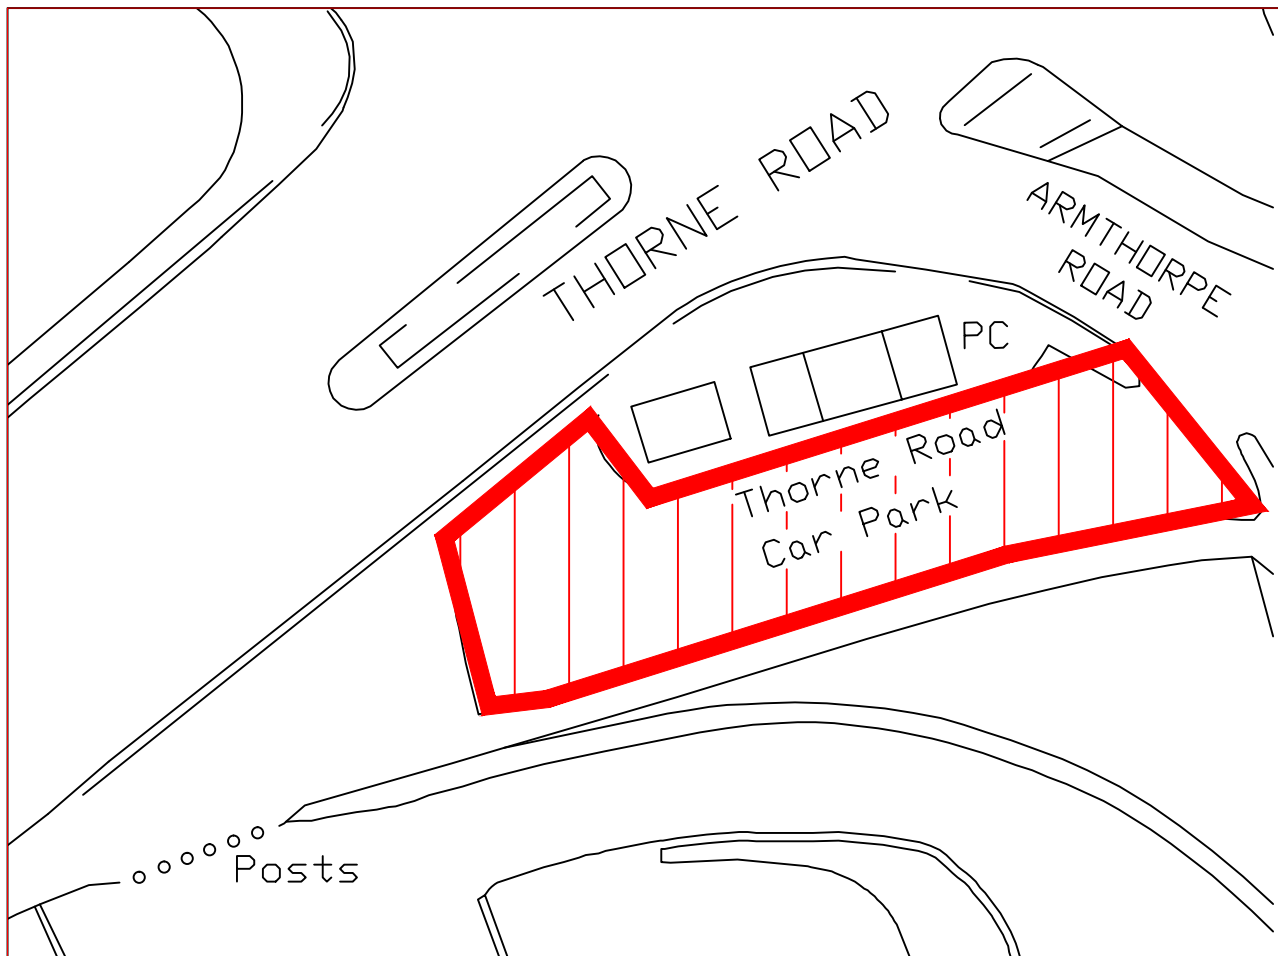 THORNE ROAD
ARMTHORPE
ROAD
PC
Thorne Road
Car Park
Posts